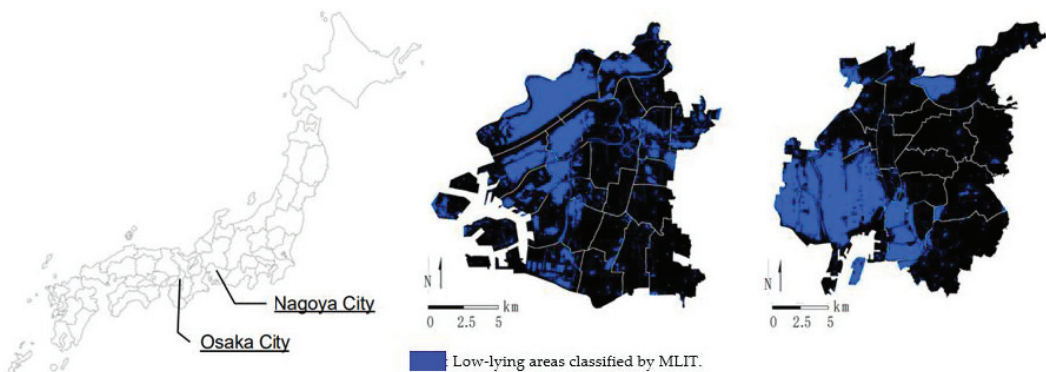 Nagoya City
Osaka City
N
km
0 2.5 5
N
km
0 2.5 5
: Low-lying areas classified by MLIT.